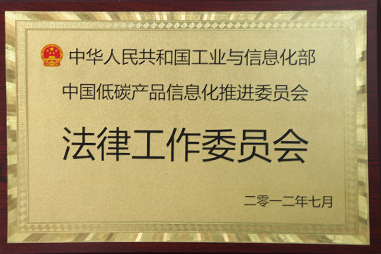 中华人民共和国工业与信息化部
中国低碳产品信息化推进委员会
法律工作委员会
二零一二年七月